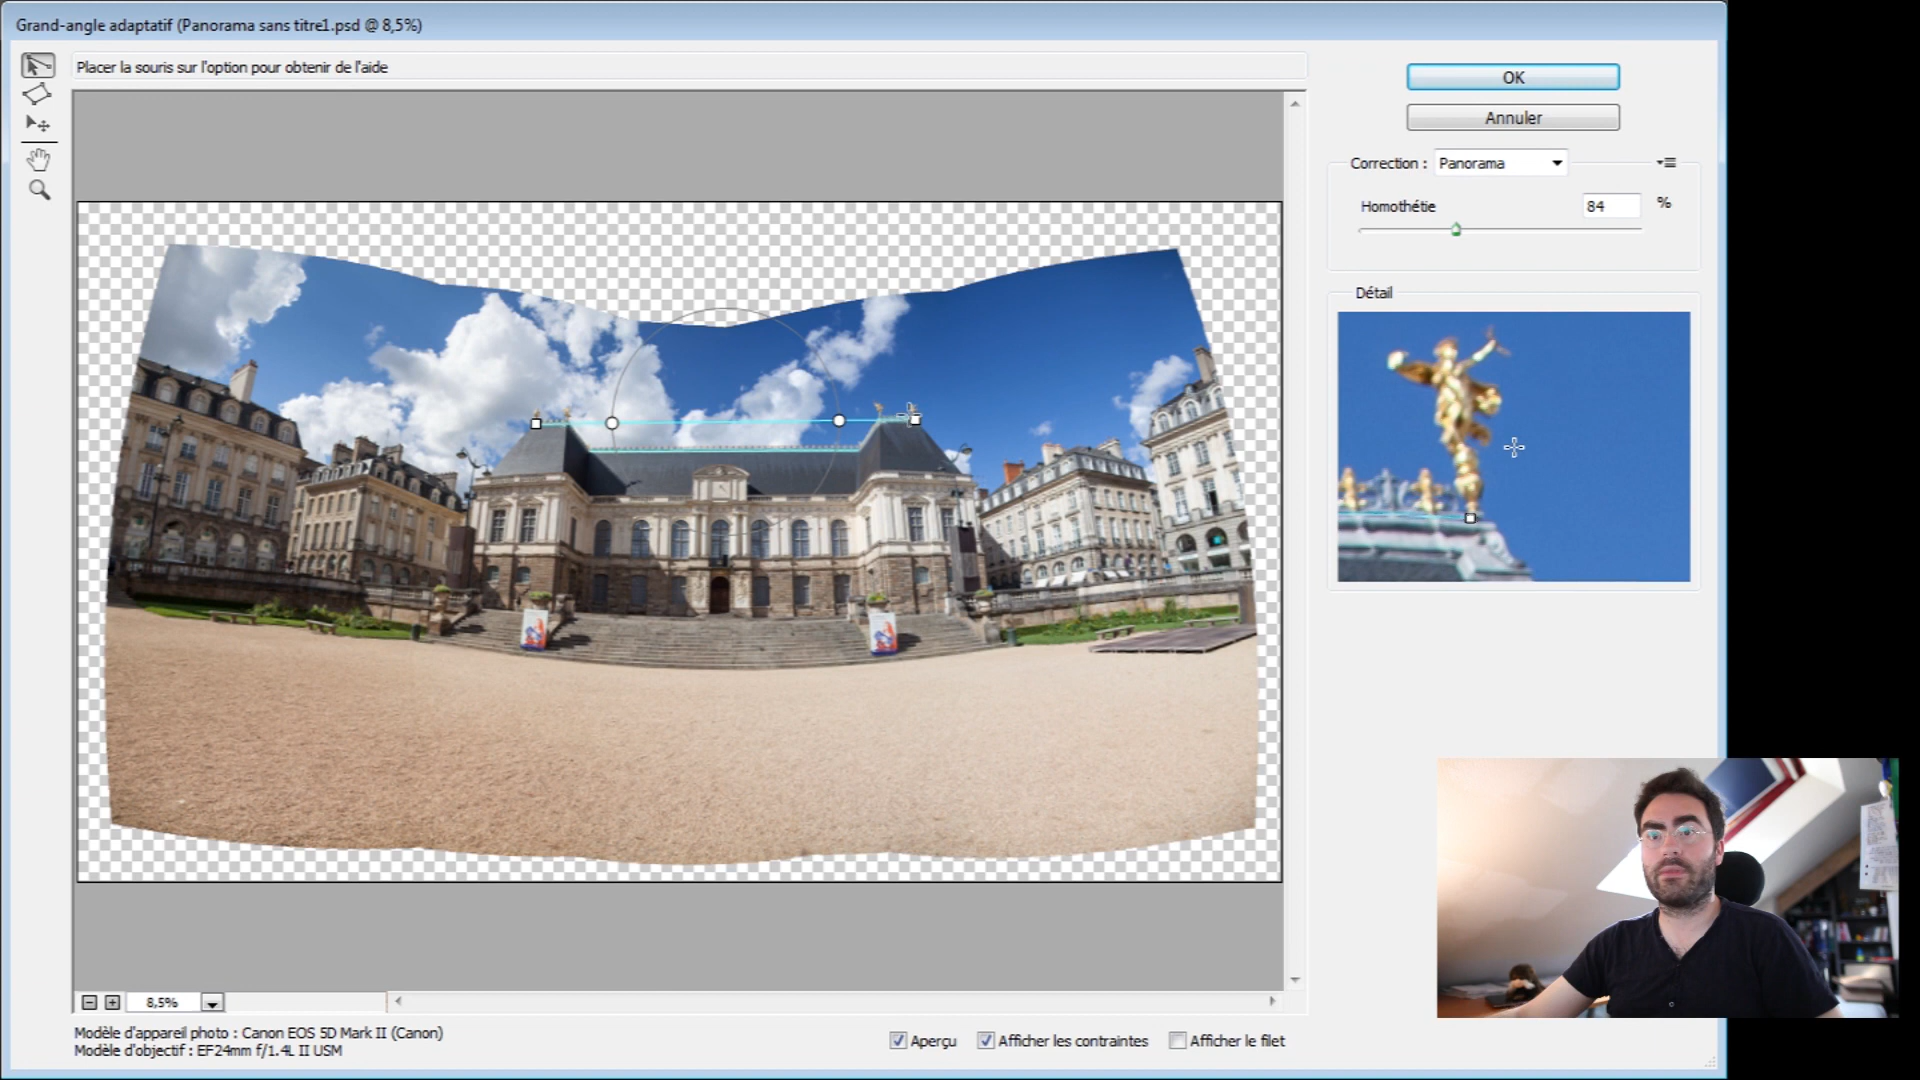 Grand-angle adaptatif (Panorama sans titre1.psd @ 8,5%)
Placer la souris sur l'option pour obtenir de l'aide
OK
Annuler
Correction : Panorama
Homothétie 84 %
Détail
8,5%
Modèle d'appareil photo : Canon EOS 5D Mark II (Canon)
Modèle d'objectif : EF24mm f/1.4L II USM
Aperçu Afficher les contraintes Afficher le filet